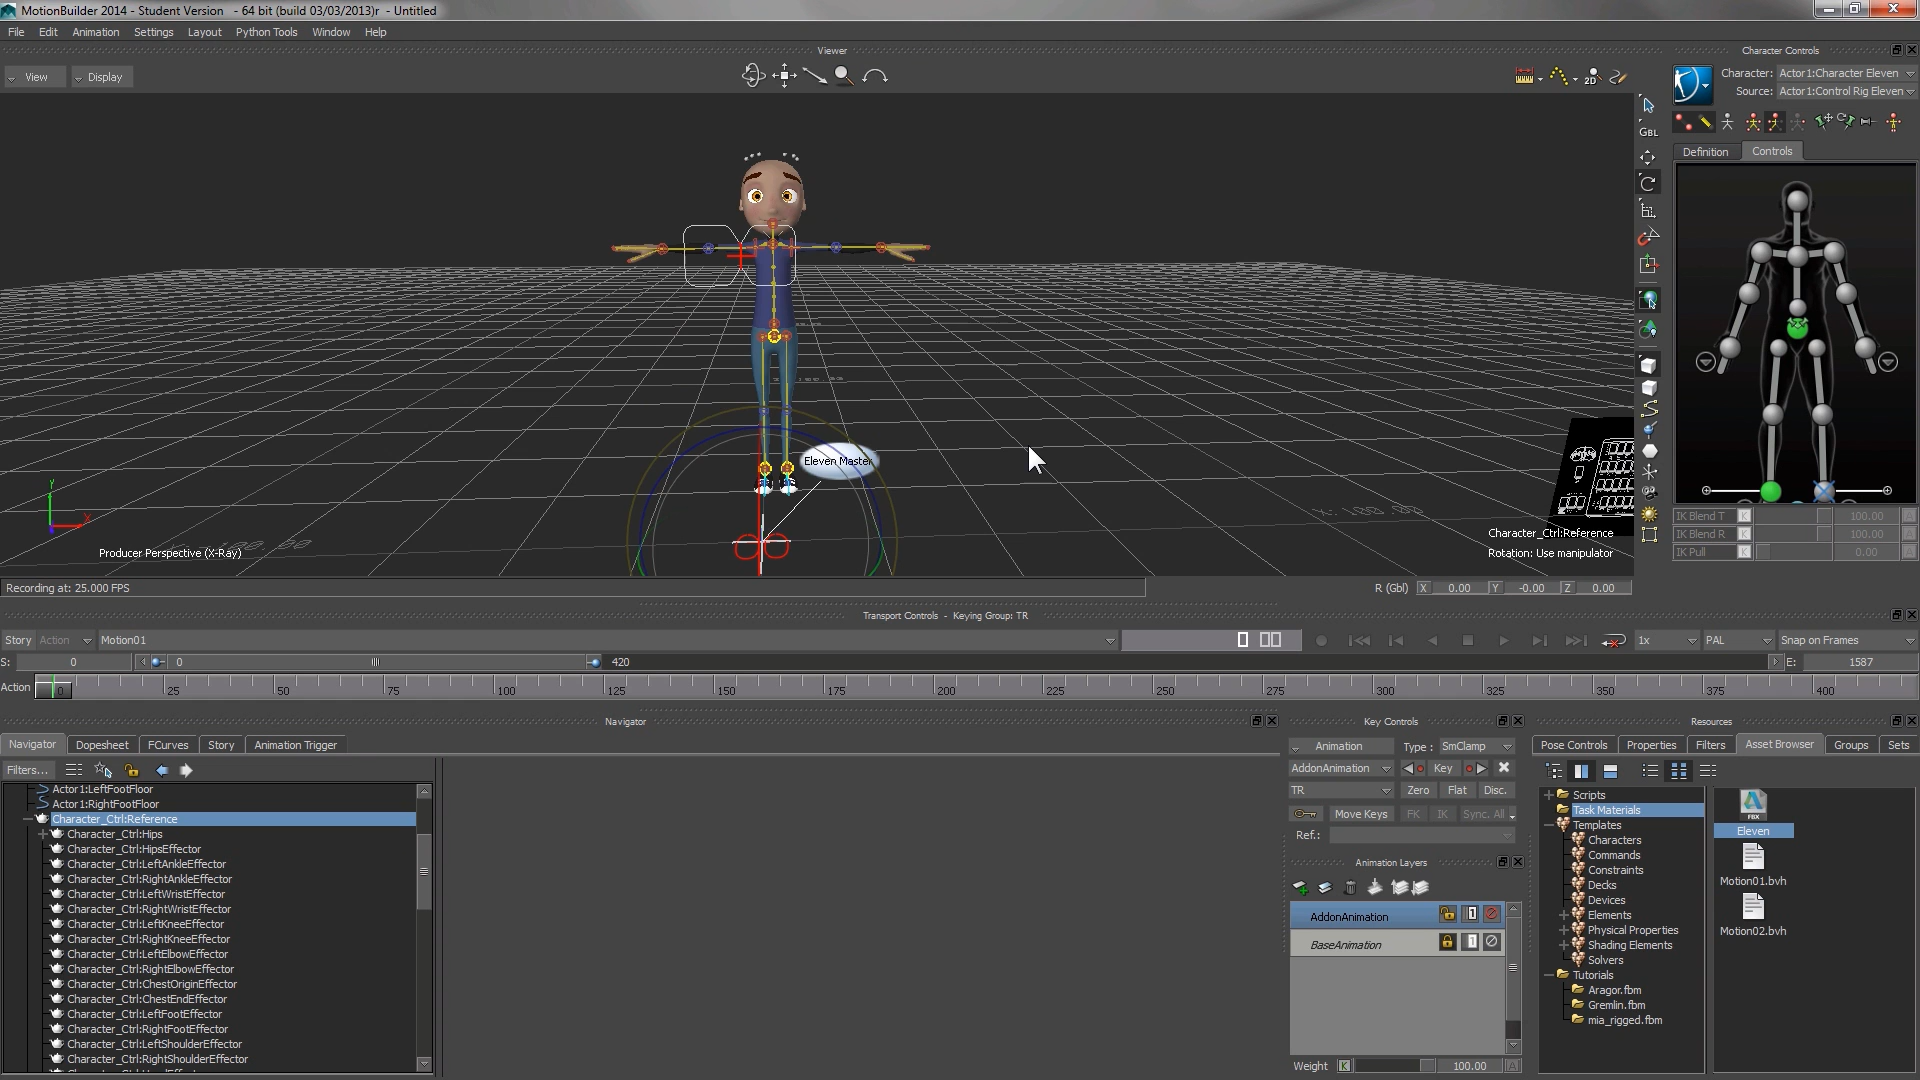 MotionBuilder 2014 - Student Version   - 64 bit (build 03/03/2013)r  - Untitled
File Edit Animation Settings Layout Python Tools Window Help
Viewer
Character Controls
View Display
2D
Character: Actor1:Character Eleven
Source: Actor1:Control Rig Eleven
GBL
Definition Controls
Eleven Master
Y
X
Producer Perspective (X-Ray)
X: 100.00
Character_Ctrl:Reference
Rotation: Use manipulator
IK Blend T K 100.00 A
IK Blend R K 100.00 A
IK Pull K 0.00 A
Recording at: 25.000 FPS
R (Gbl) X 0.00 Y -0.00 Z 0.00
Transport Controls  -  Keying Group: TR
Story Action Motion01 1x PAL Snap on Frames
S: 0 0 420 E: 1587
Action 0 25 50 75 100 125 150 175 200 225 250 275 300 325 350 375 400
Navigator
Navigator Dopesheet FCurves Story Animation Trigger
Filters...
Actor1:LeftFootFloor
Actor1:RightFootFloor
Character_Ctrl:Reference
Character_Ctrl:Hips
Character_Ctrl:HipsEffector
Character_Ctrl:LeftAnkleEffector
Character_Ctrl:RightAnkleEffector
Character_Ctrl:LeftWristEffector
Character_Ctrl:RightWristEffector
Character_Ctrl:LeftKneeEffector
Character_Ctrl:RightKneeEffector
Character_Ctrl:LeftElbowEffector
Character_Ctrl:RightElbowEffector
Character_Ctrl:ChestOriginEffector
Character_Ctrl:ChestEndEffector
Character_Ctrl:LeftFootEffector
Character_Ctrl:RightFootEffector
Character_Ctrl:LeftShoulderEffector
Character_Ctrl:RightShoulderEffector
Key Controls
Animation Type : SmClamp
AddonAnimation Key
TR Zero Flat Disc.
Move Keys FK IK Sync. All
Ref.:
Animation Layers
AddonAnimation 1
BaseAnimation 1
Weight K 100.00 A
Resources
Pose Controls Properties Filters Asset Browser Groups Sets
Scripts
Task Materials
Templates
Characters
Commands
Constraints
Decks
Devices
Elements
Physical Properties
Shading Elements
Solvers
Tutorials
Aragor.fbm
Gremlin.fbm
mia_rigged.fbm
FBX
Eleven
Motion01.bvh
Motion02.bvh